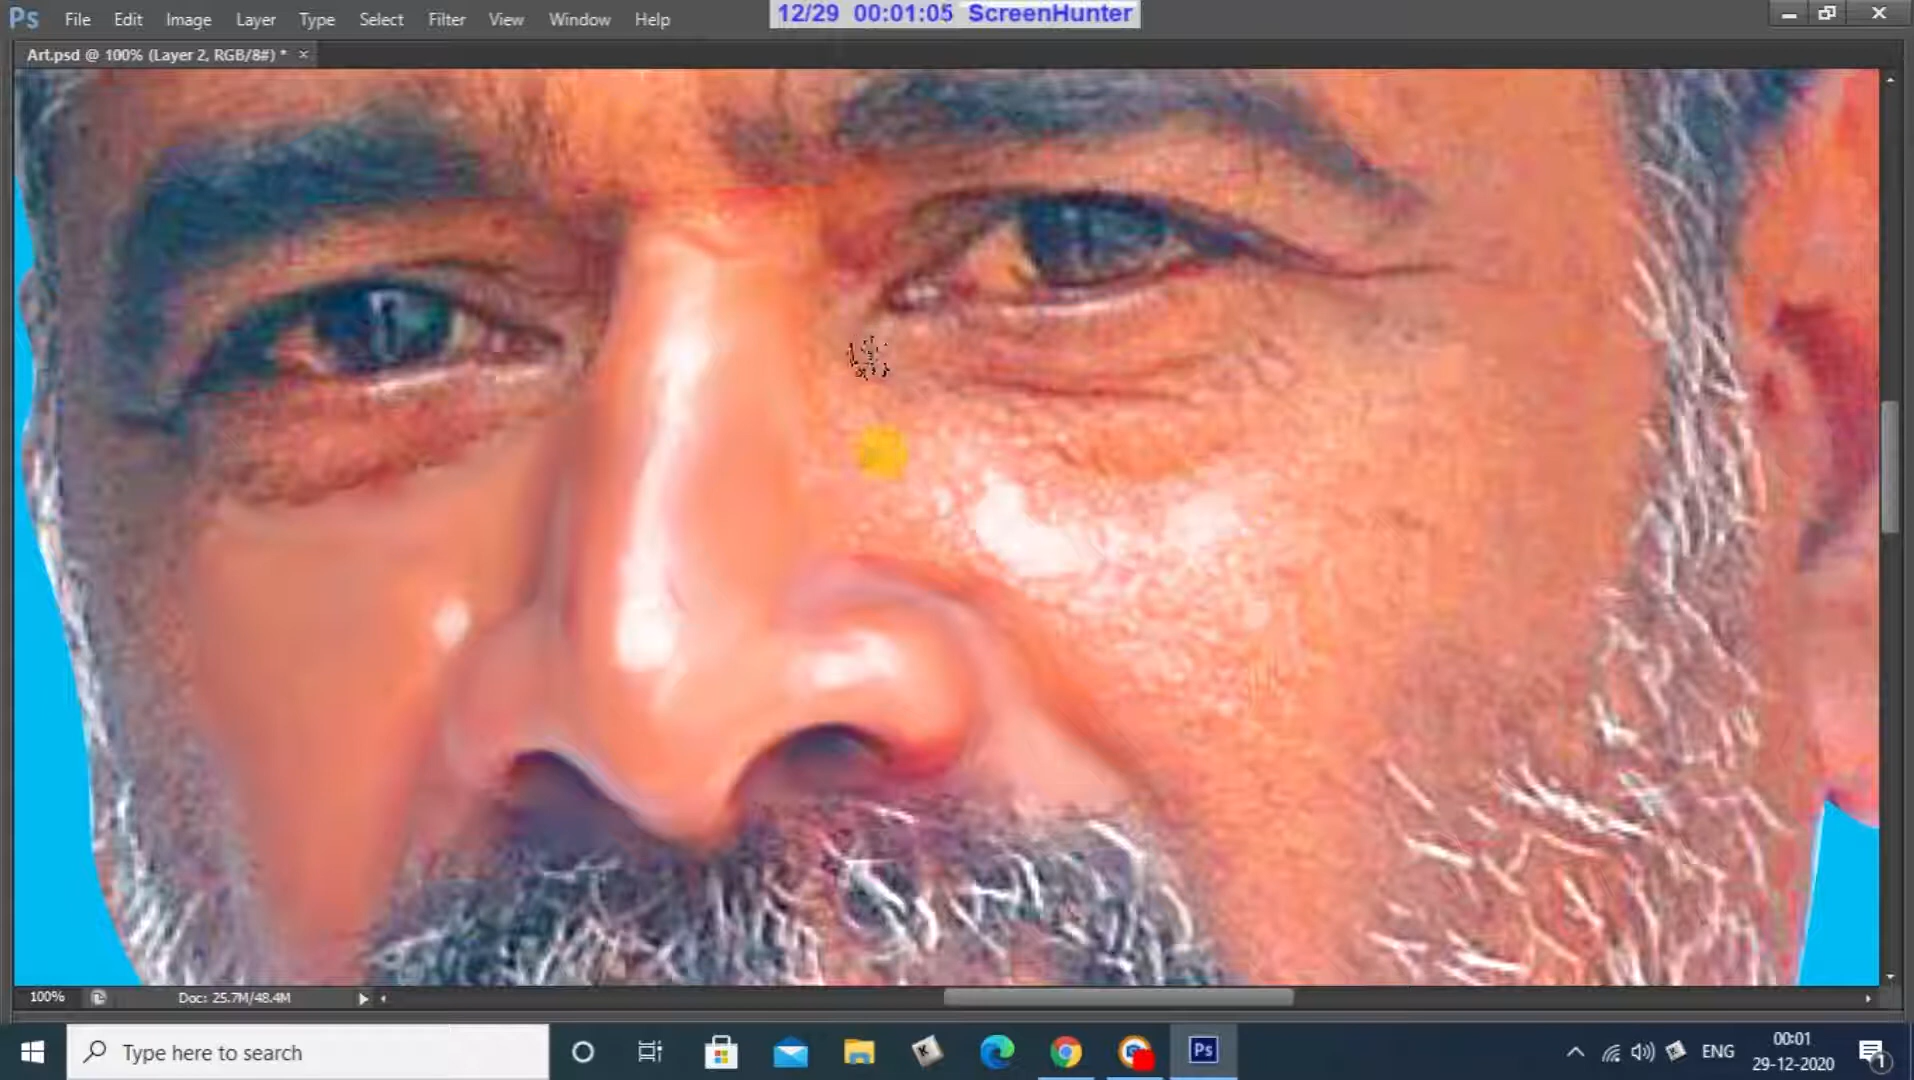 Ps File Edit Image Layer Type Select Filter View Window Help
12/29 00:01:05 ScreenHunter
Art.psd @ 100% (Layer 2, RGB/8#) * ×
100% Doc: 25.7M/48.4M
Type here to search
Ps
ENG
00:01
29-12-2020
1